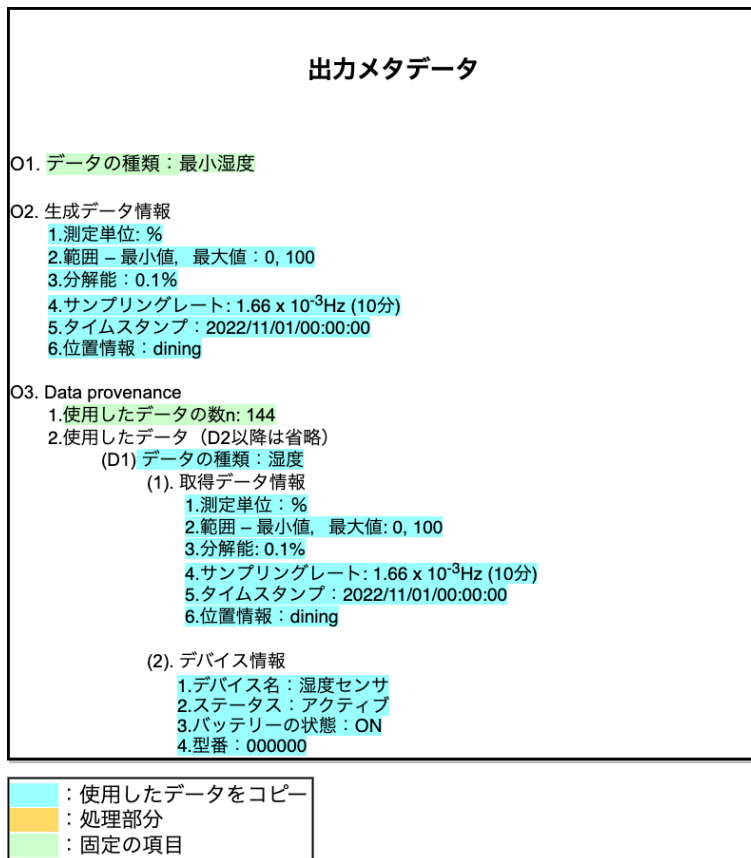 出力メタデータ
O1. データの種類：最小湿度
O2. 生成データ情報
1.測定単位: %
2.範囲 – 最小値，最大値：0, 100
3.分解能：0.1%
4.サンプリングレート: 1.66 x 10⁻³Hz (10分)
5.タイムスタンプ：2022/11/01/00:00:00
6.位置情報：dining
O3. Data provenance
1.使用したデータの数n: 144
2.使用したデータ（D2以降は省略）
(D1) データの種類：湿度
(1). 取得データ情報
1.測定単位：%
2.範囲 – 最小値，最大値: 0, 100
3.分解能: 0.1%
4.サンプリングレート: 1.66 x 10⁻³Hz (10分)
5.タイムスタンプ：2022/11/01/00:00:00
6.位置情報：dining
(2). デバイス情報
1.デバイス名：湿度センサ
2.ステータス：アクティブ
3.バッテリーの状態：ON
4.型番：000000
：使用したデータをコピー
：処理部分
：固定の項目